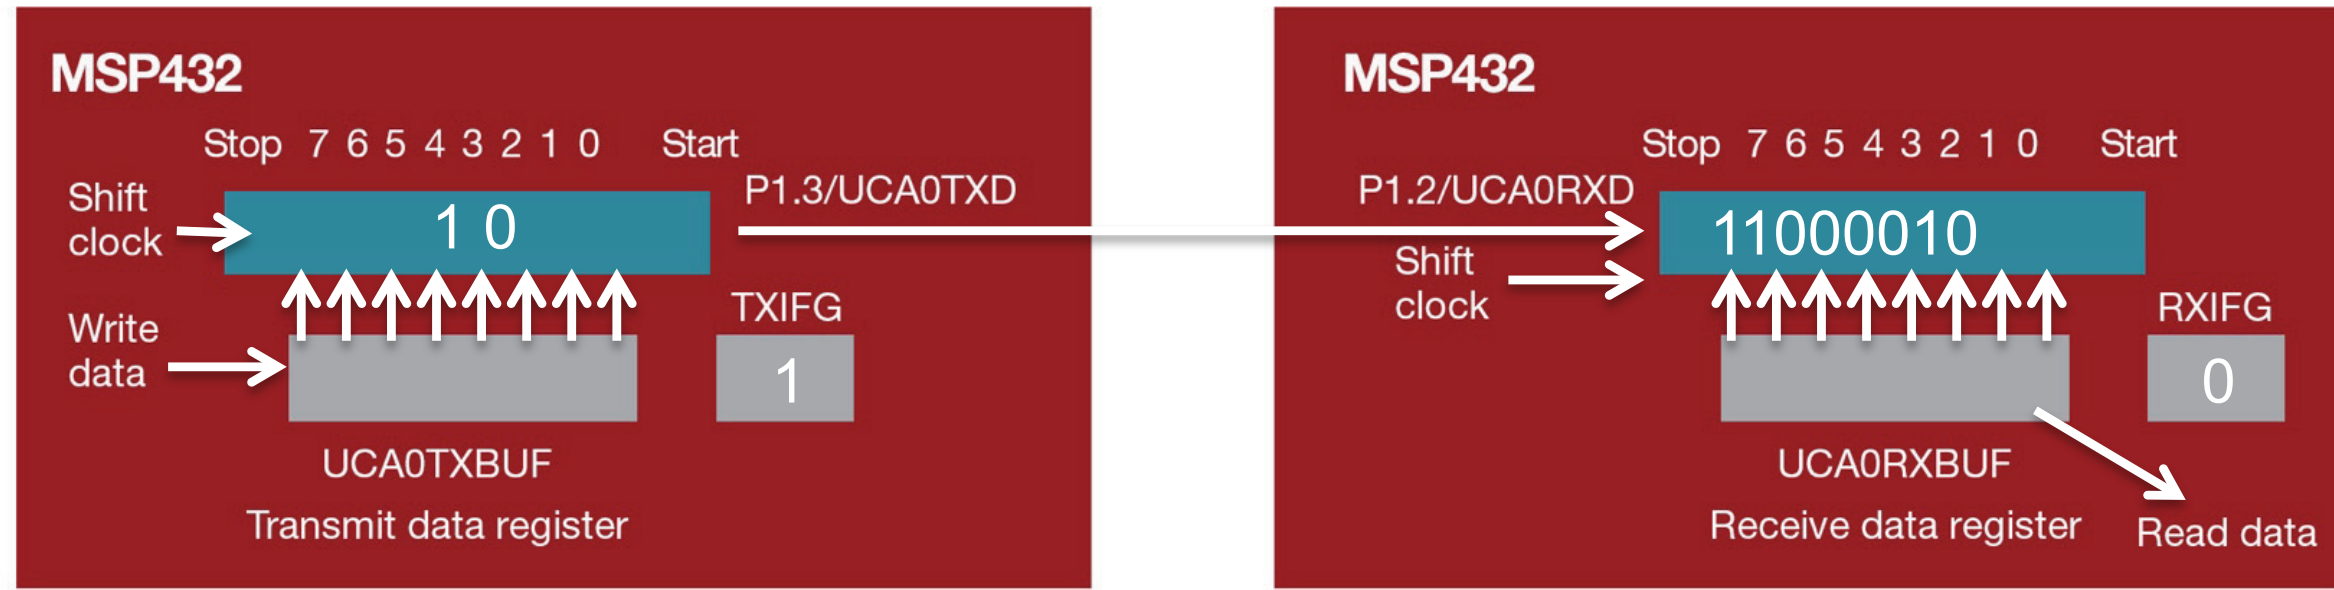 MSP432
Stop 7 6 5 4 3 2 1 0 Start
Shift
clock
1 0
P1.3/UCA0TXD
Write
data
TXIFG
1
UCA0TXBUF
Transmit data register
MSP432
Stop 7 6 5 4 3 2 1 0 Start
P1.2/UCA0RXD
11000010
Shift
clock
RXIFG
0
UCA0RXBUF
Receive data register
Read data